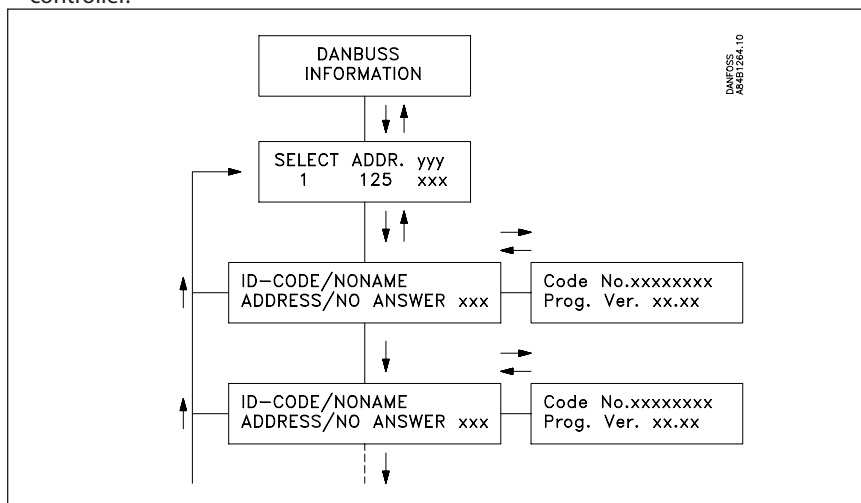 controller.
DANBUSS
INFORMATION
DANFOSS
A84B1264.10
SELECT ADDR. yyy
1 125 xxx
ID-CODE/NONAME
ADDRESS/NO ANSWER xxx
Code No.xxxxxxxx
Prog. Ver. xx.xx
ID-CODE/NONAME
ADDRESS/NO ANSWER xxx
Code No.xxxxxxxx
Prog. Ver. xx.xx